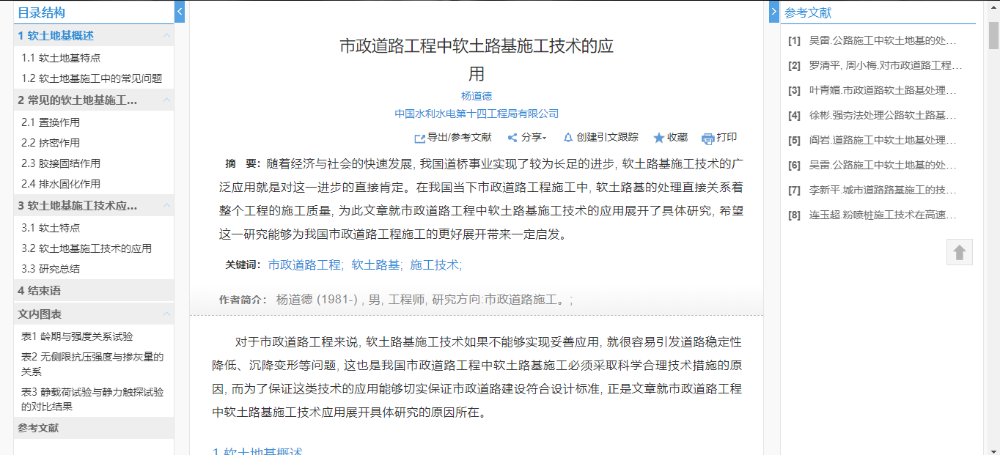 目录结构
1 软土地基概述
1.1 软土地基特点
1.2 软土地基施工中的常见问题
2 常见的软土地基施工...
2.1 置换作用
2.2 挤密作用
2.3 胶接固结作用
2.4 排水固化作用
3 软土地基施工技术应...
3.1 软土特点
3.2 软土地基施工技术的应用
3.3 研究总结
4 结束语
文内图表
表1 龄期与强度关系试验
表2 无侧限抗压强度与掺灰量的
关系
表3 静载荷试验与静力触探试验
的对比结果
参考文献
市政道路工程中软土路基施工技术的应
用
杨道德
中国水利水电第十四工程局有限公司
导出/参考文献 分享 创建引文跟踪 收藏 打印
摘 要：随着经济与社会的快速发展, 我国道桥事业实现了较为长足的进步, 软土路基施工技术的广
泛应用就是对这一进步的直接肯定。在我国当下市政道路工程施工中, 软土路基的处理直接关系着
整个工程的施工质量, 为此文章就市政道路工程中软土路基施工技术的应用展开了具体研究, 希望
这一研究能够为我国市政道路工程施工的更好展开带来一定启发。
关键词： 市政道路工程; 软土路基; 施工技术;
作者简介： 杨道德 (1981-) , 男, 工程师, 研究方向:市政道路施工。;
对于市政道路工程来说, 软土路基施工技术如果不能够实现妥善应用, 就很容易引发道路稳定性
降低、沉降变形等问题, 这也是我国市政道路工程中软土路基施工必须采取科学合理技术措施的原
因, 而为了保证这类技术的应用能够切实保证市政道路建设符合设计标准, 正是文章就市政道路工程
中软土路基施工技术应用展开具体研究的原因所在。
1 软土地基概述
参考文献
[1] 吴雷.公路施工中软土地基的处...
[2] 罗清平, 周小梅.对市政道路工程...
[3] 叶青媚.市政道路软土路基处理...
[4] 徐彬.强夯法处理公路软土路基...
[5] 阎岩.道路施工中软土地基处理...
[6] 吴雷.公路施工中软土地基的处...
[7] 李新平.城市道路路基施工的技...
[8] 连玉超.粉喷桩施工技术在高速...